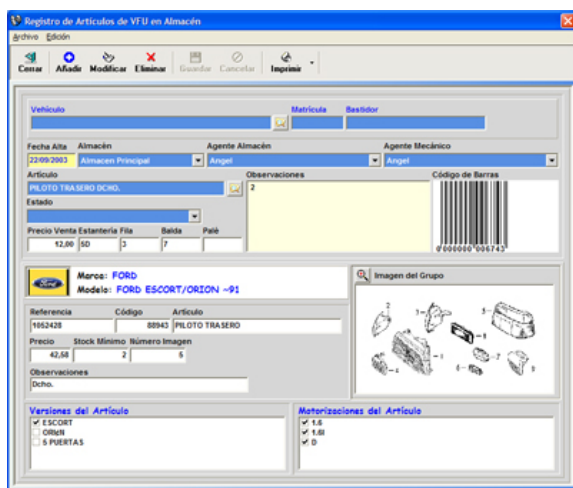 Registro de Artículos de VFU en Almacén
Archivo Edición
Cerrar Añadir Modificar Eliminar Guardar Cancelar Imprimir
Vehículo Matrícula Bastidor
Fecha Alta Almacén Agente Almacén Agente Mecánico
22/09/2003 Almacen Principal Angel Angel
Artículo Observaciones Código de Barras
PILOTO TRASERO DCHO. 2
Estado
Precio Venta Estantería Fila Balda Palé
12,00 5D 3 7
0 000000 006743
Marca: FORD
Modelo: FORD ESCORT/ORION ~91
Imagen del Grupo
Referencia Código Artículo
1052428 88943 PILOTO TRASERO
Precio Stock Mínimo Número Imagen
42,58 2 5
Observaciones
Dcho.
Versiones del Artículo Motorizaciones del Artículo
ESCORT 1.6
1.6I
5 PUERTAS D